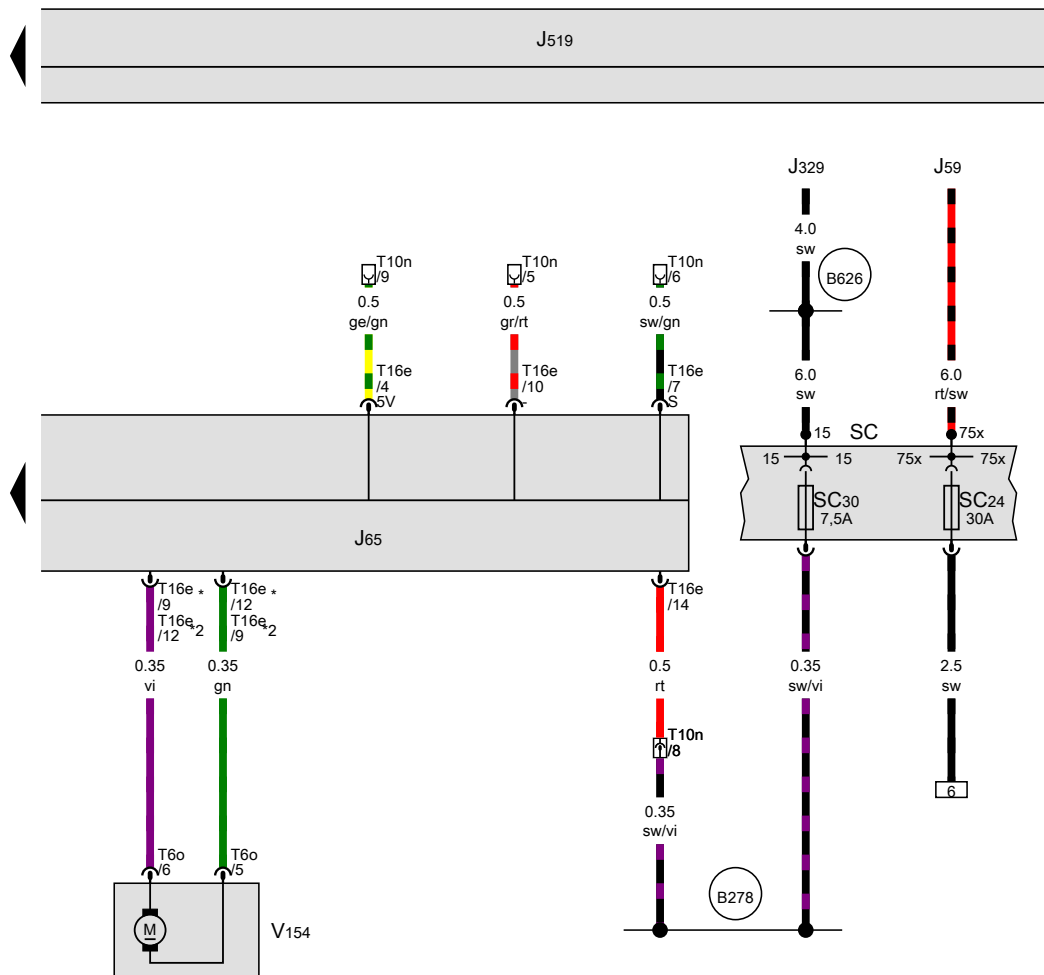 J519
J329
J59
4.0
sw
B626
T10n
/9
T10n
/5
T10n
/6
0.5
ge/gn
0.5
gr/rt
0.5
sw/gn
T16e
/4
5V
T16e
/10
-
T16e
/7
S
6.0
sw
6.0
rt/sw
15
SC
75x
15
15
75x
75x
SC30
7,5A
SC24
30A
J65
T16e *
/9
T16e *2
/12
T16e *
/12
T16e *2
/9
T16e
/14
0.35
vi
0.35
gn
0.5
rt
0.35
sw/vi
2.5
sw
T10n
/8
6
0.35
sw/vi
T6o
/6
T6o
/5
B278
M
V154